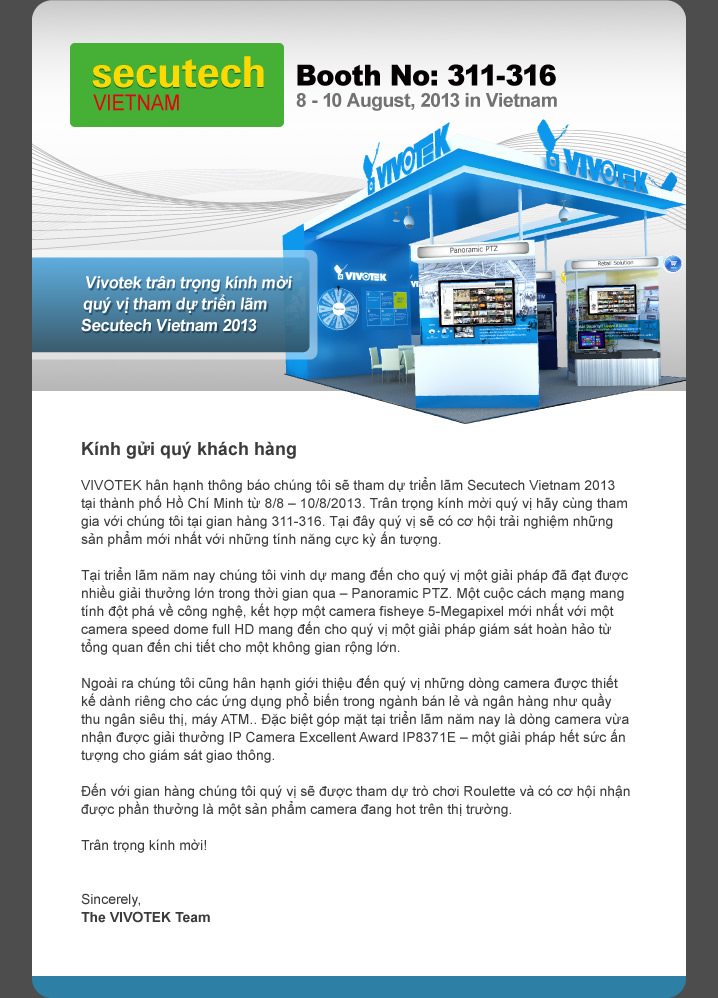 secutech
VIETNAM
Booth No: 311-316
8 - 10 August, 2013 in Vietnam
VIVOTEK
VIVOTEK
Panoramic PTZ
Retail Solution
VIVOTEK
Vivotek trân trọng kính mời
quý vị tham dự triển lãm
Secutech Vietnam 2013
Kính gửi quý khách hàng
VIVOTEK hân hạnh thông báo chúng tôi sẽ tham dự triển lãm Secutech Vietnam 2013
tại thành phố Hồ Chí Minh từ 8/8 – 10/8/2013. Trân trọng kính mời quý vị hãy cùng tham
gia với chúng tôi tại gian hàng 311-316. Tại đây quý vị sẽ có cơ hội trải nghiệm những
sản phẩm mới nhất với những tính năng cực kỳ ấn tượng.
Tại triển lãm năm nay chúng tôi vinh dự mang đến cho quý vị một giải pháp đã đạt được
nhiều giải thưởng lớn trong thời gian qua – Panoramic PTZ. Một cuộc cách mạng mang
tính đột phá về công nghệ, kết hợp một camera fisheye 5-Megapixel mới nhất với một
camera speed dome full HD mang đến cho quý vị một giải pháp giám sát hoàn hảo từ
tổng quan đến chi tiết cho một không gian rộng lớn.
Ngoài ra chúng tôi cũng hân hạnh giới thiệu đến quý vị những dòng camera được thiết
kế dành riêng cho các ứng dụng phổ biến trong ngành bán lẻ và ngân hàng như quầy
thu ngân siêu thị, máy ATM.. Đặc biệt góp mặt tại triển lãm năm nay là dòng camera vừa
nhận được giải thưởng IP Camera Excellent Award IP8371E – một giải pháp hết sức ấn
tượng cho giám sát giao thông.
Đến với gian hàng chúng tôi quý vị sẽ được tham dự trò chơi Roulette và có cơ hội nhận
được phần thưởng là một sản phẩm camera đang hot trên thị trường.
Trân trọng kính mời!
Sincerely,
The VIVOTEK Team